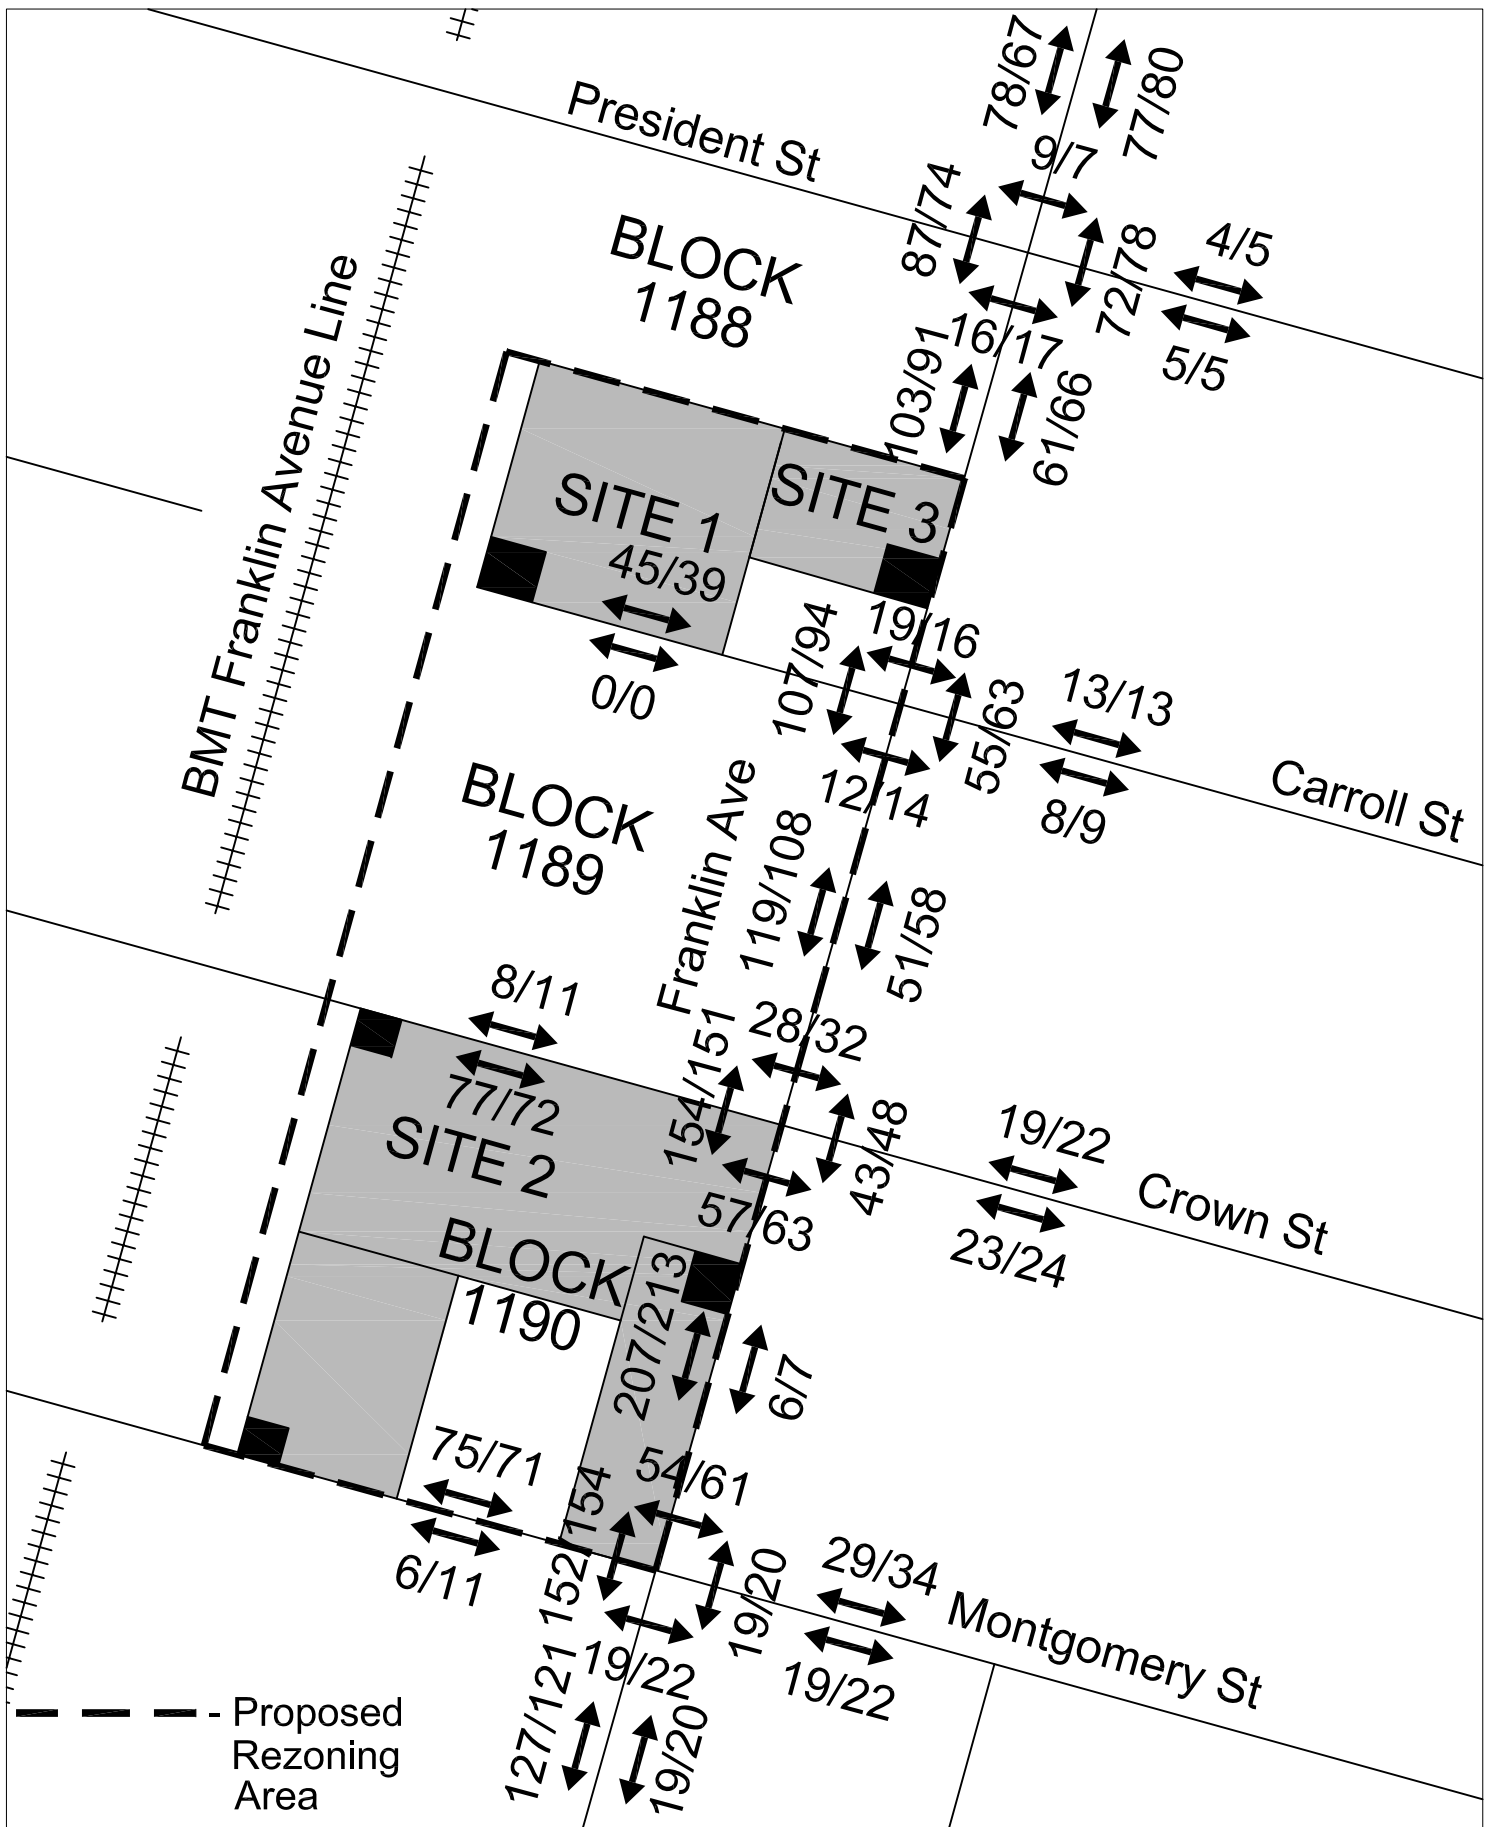 78/67
77/80
President St
9/7
87/74
72/78
4/5
5/5
BLOCK
1188
16/17
103/91
61/66
BMT Franklin Avenue Line
SITE 1
SITE 3
45/39
0/0
19/16
107/94
55/63
12/14
13/13
8/9
Carroll St
BLOCK
1189
Franklin Ave
119/108
51/58
8/11
77/72
28/32
154/151
43/48
57/63
19/22
23/24
Crown St
SITE 2
BLOCK
1190
207/213
6/7
75/71
6/11
54/61
152/154
19/20
19/22
29/34
19/22
Montgomery St
127/121
19/20
Proposed
Rezoning
Area